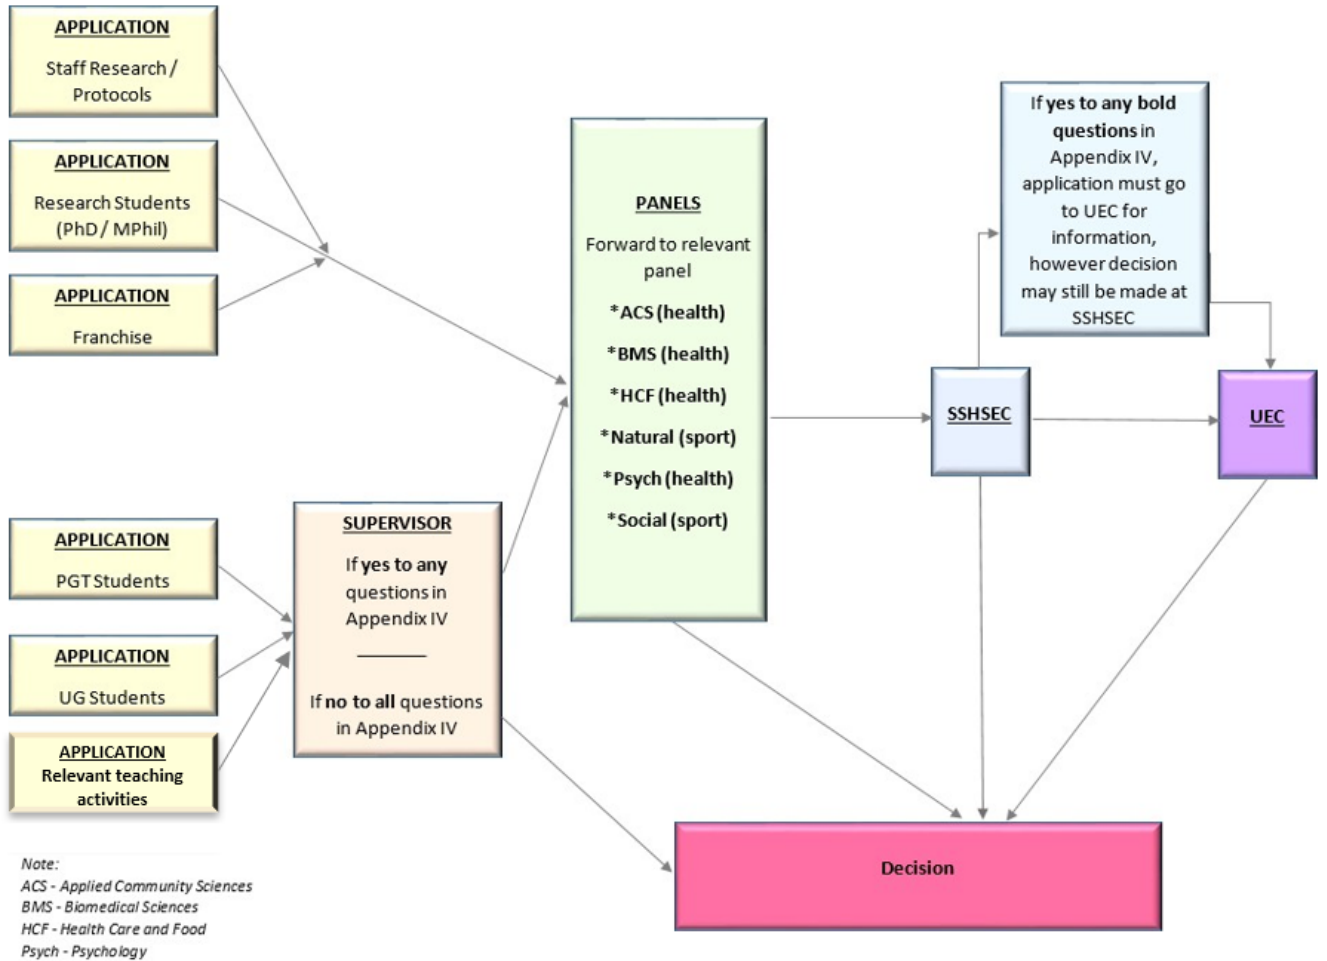 APPLICATION
Staff Research /
Protocols
APPLICATION
Research Students
(PhD / MPhil)
APPLICATION
Franchise
APPLICATION
PGT Students
APPLICATION
UG Students
APPLICATION
Relevant teaching
activities
SUPERVISOR
If yes to any
questions in
Appendix IV
If no to all questions
in Appendix IV
PANELS
Forward to relevant
panel
*ACS (health)
*BMS (health)
*HCF (health)
*Natural (sport)
*Psych (health)
*Social (sport)
SSHSEC
If yes to any bold
questions in
Appendix IV,
application must go
to UEC for
information,
however decision
may still be made at
SSHSEC
UEC
Decision
Note:
ACS - Applied Community Sciences
BMS - Biomedical Sciences
HCF - Health Care and Food
Psych - Psychology